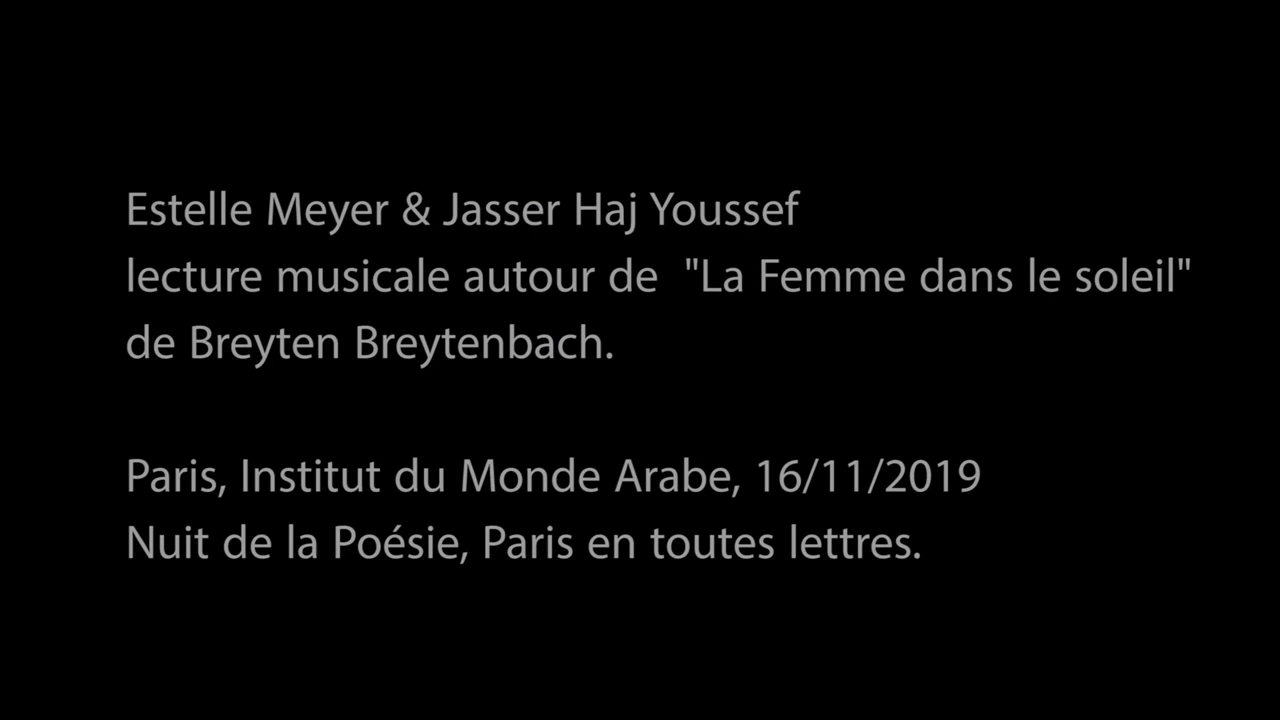 Estelle Meyer & Jasser Haj Youssef
lecture musicale autour de  "La Femme dans le soleil"
de Breyten Breytenbach.
Paris, Institut du Monde Arabe, 16/11/2019
Nuit de la Poésie, Paris en toutes lettres.